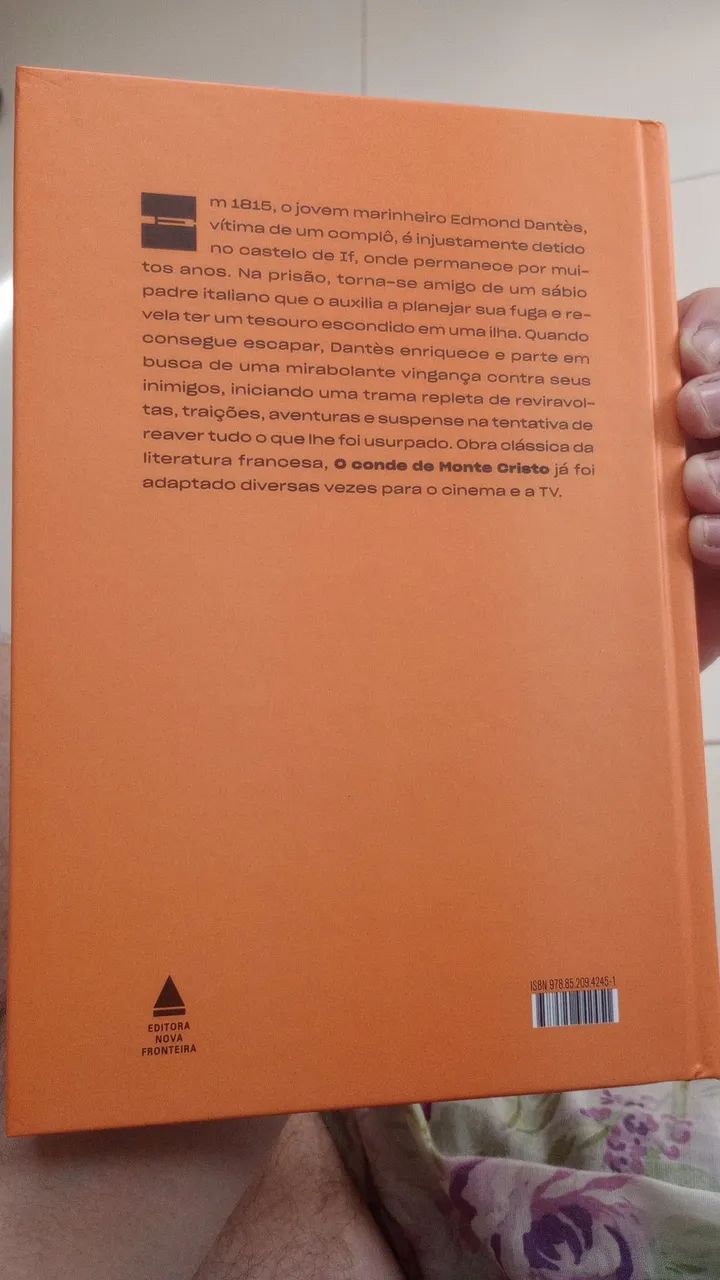 Em 1815, o jovem marinheiro Edmond Dantès,
vítima de um complô, é injustamente detido
no castelo de If, onde permanece por mui-
tos anos. Na prisão, torna-se amigo de um sábio
padre italiano que o auxilia a planejar sua fuga e re-
vela ter um tesouro escondido em uma ilha. Quando
consegue escapar, Dantès enriquece e parte em
busca de uma mirabolante vingança contra seus
inimigos, iniciando uma trama repleta de reviravol-
tas, traições, aventuras e suspense na tentativa de
reaver tudo o que lhe foi usurpado. Obra clássica da
literatura francesa, O conde de Monte Cristo já foi
adaptado diversas vezes para o cinema e a TV.
EDITORA
NOVA
FRONTEIRA
ISBN 978.85.209.4245-1